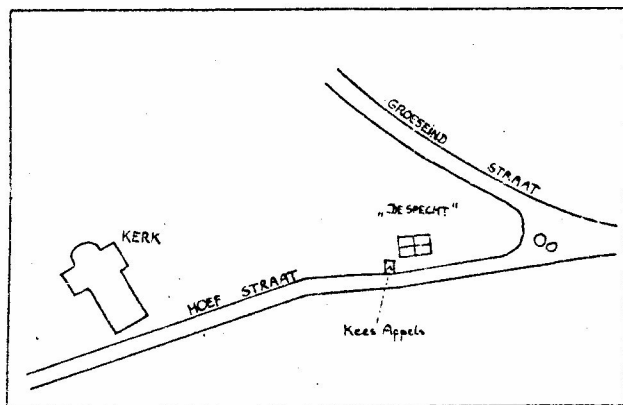 GROESEIND
STRAAT
„DE SPECHT"
KERK
HOEF STRAAT
Kees Appels